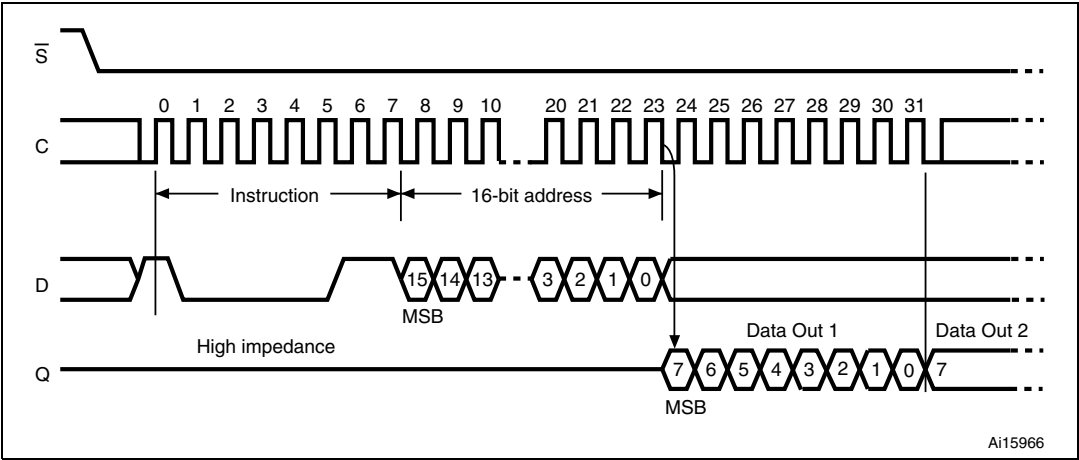 S̅
0 1 2 3 4 5 6 7 8 9 10 20 21 22 23 24 25 26 27 28 29 30 31
C
Instruction 16-bit address
D 15 14 13 3 2 1 0
MSB
High impedance Data Out 1 Data Out 2
Q 7 6 5 4 3 2 1 0 7
MSB
Ai15966